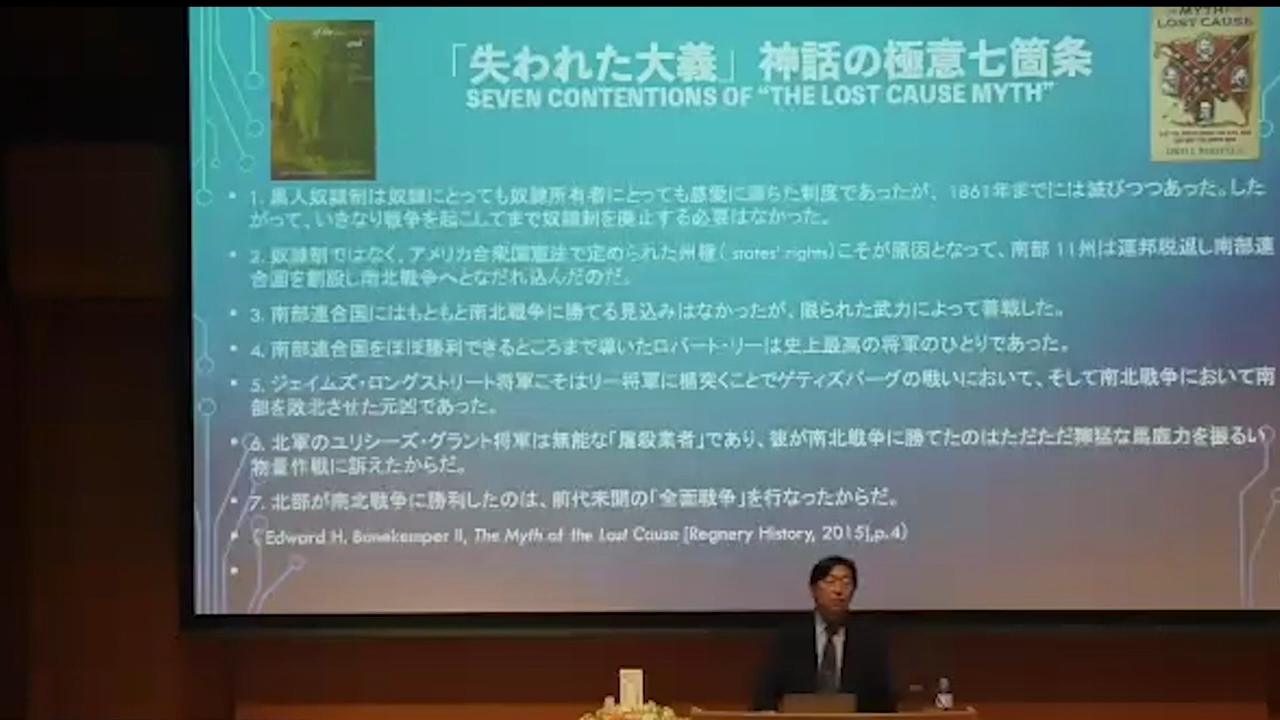 「失われた大義」神話の極意七箇条
SEVEN CONTENTIONS OF “THE LOST CAUSE MYTH”
MYTH
LOST CAUSE
• 1. 黒人奴隷制は奴隷にとっても奴隷所有者にとっても慈愛に満ちた制度であったが、1861年までには滅びつつあった。した
がって、いきなり戦争を起こしてまで奴隷制を廃止する必要はなかった。
• 2. 奴隷制ではなく、アメリカ合衆国憲法で定められた州権（states' rights)こそが原因となって、南部 11州は連邦脱退し南部連
合国を創設し南北戦争へとなだれ込んだのだ。
• 3. 南部連合国にはもともと南北戦争に勝てる見込みはなかったが、限られた武力によって善戦した。
• 4. 南部連合国をほぼ勝利できるところまで導いたロバート・リーは史上最高の将軍のひとりであった。
• 5. ジェイムズ・ロングストリート将軍こそはリー将軍に楯突くことでゲティズバーグの戦いにおいて、そして南北戦争において南
部を敗北させた元凶であった。
• 6. 北軍のユリシーズ・グラント将軍は無能な「屠殺業者」であり、彼が南北戦争に勝てたのはただただ獰猛な馬鹿力を振るい
物量作戦に訴えたからだ。
• 7. 北部が南北戦争に勝利したのは、前代未聞の「全面戦争」を行なったからだ。
• （Edward H. Bonekemper II, The Myth of the Lost Cause [Regnery History, 2015],p.4）